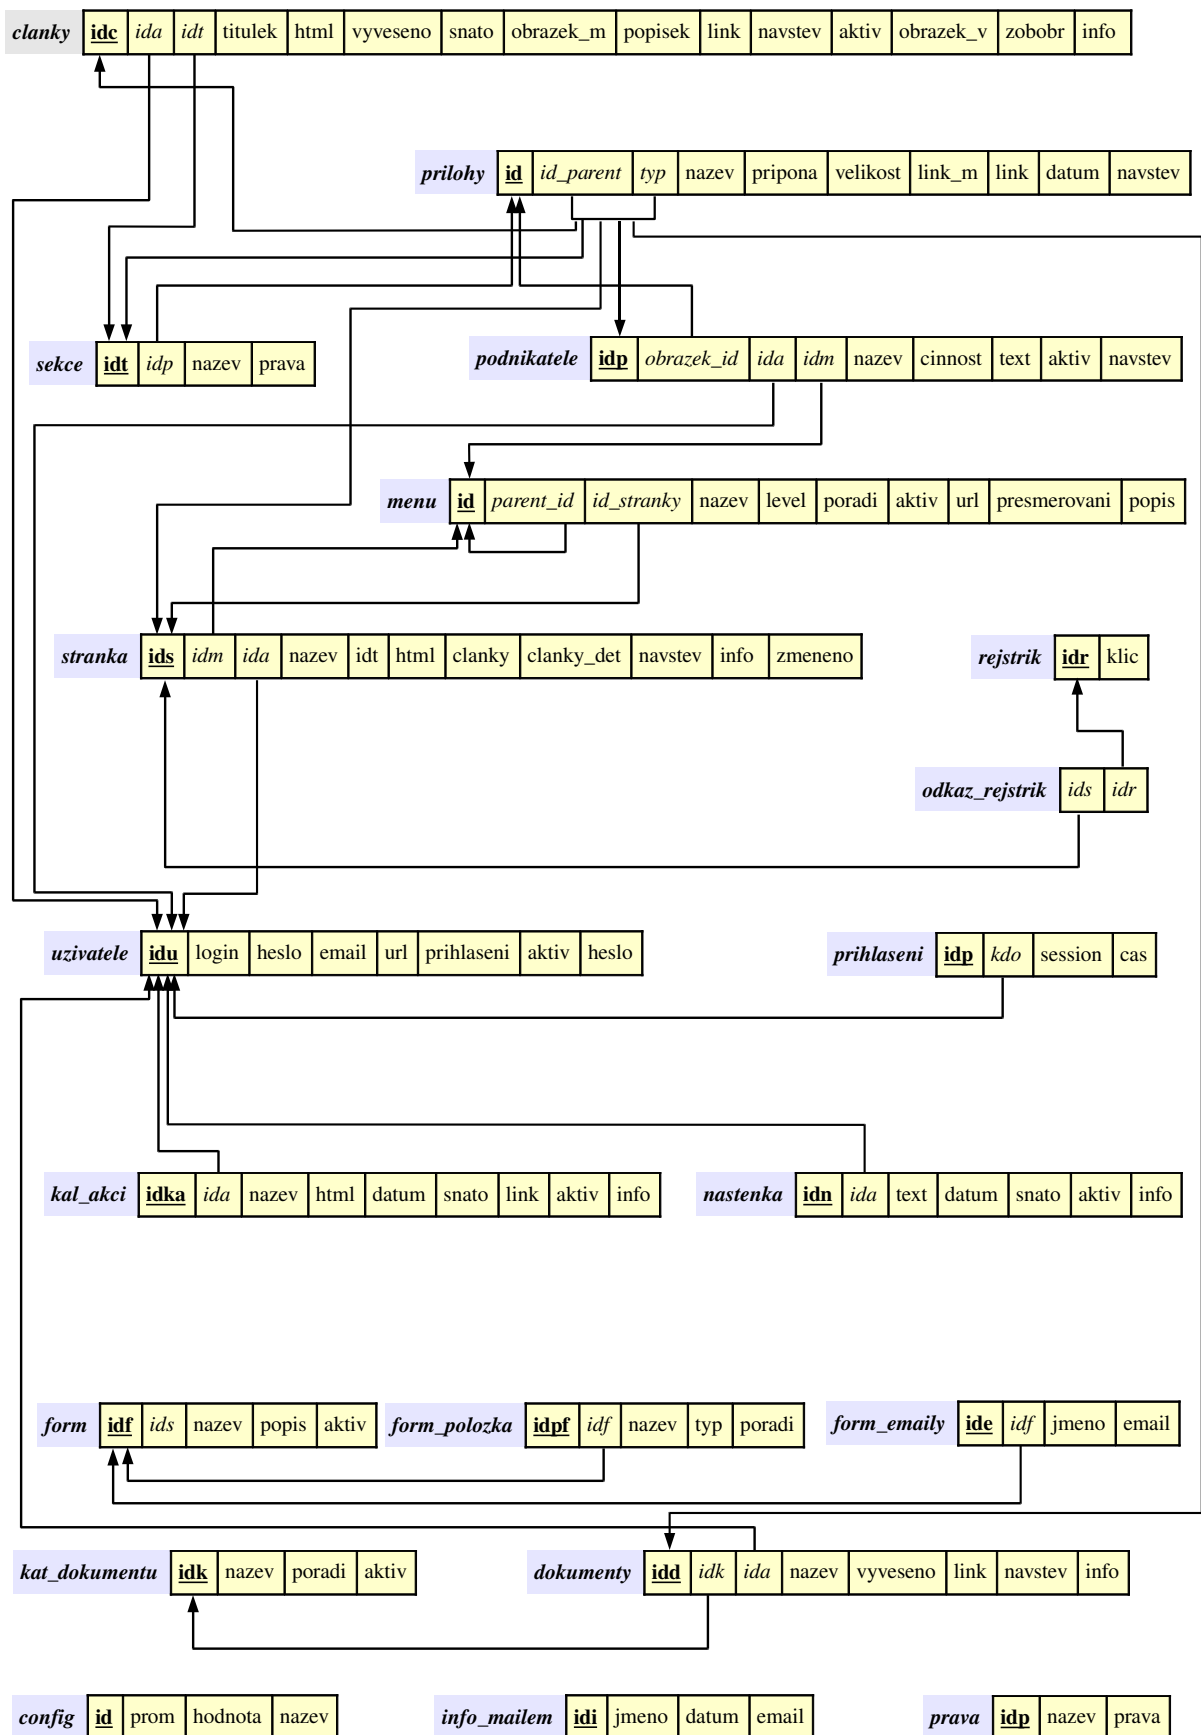 clanky idc ida idt titulek html vyveseno snato obrazek_m popisek link navstev aktiv obrazek_v zobobr info
prilohy id id_parent typ nazev pripona velikost link_m link datum navstev
sekce idt idp nazev prava
podnikatele idp obrazek_id ida idm nazev cinnost text aktiv navstev
menu id parent_id id_stranky nazev level poradi aktiv url presmerovani popis
stranka ids idm ida nazev idt html clanky clanky_det navstev info zmeneno
rejstrik idr klic
odkaz_rejstrik ids idr
uzivatele idu login heslo email url prihlaseni aktiv heslo
prihlaseni idp kdo session cas
kal_akci idka ida nazev html datum snato link aktiv info
nastenka idn ida text datum snato aktiv info
form idf ids nazev popis aktiv
form_polozka idpf idf nazev typ poradi
form_emaily ide idf jmeno email
kat_dokumentu idk nazev poradi aktiv
dokumenty idd idk ida nazev vyveseno link navstev info
config id prom hodnota nazev
info_mailem idi jmeno datum email
prava idp nazev prava